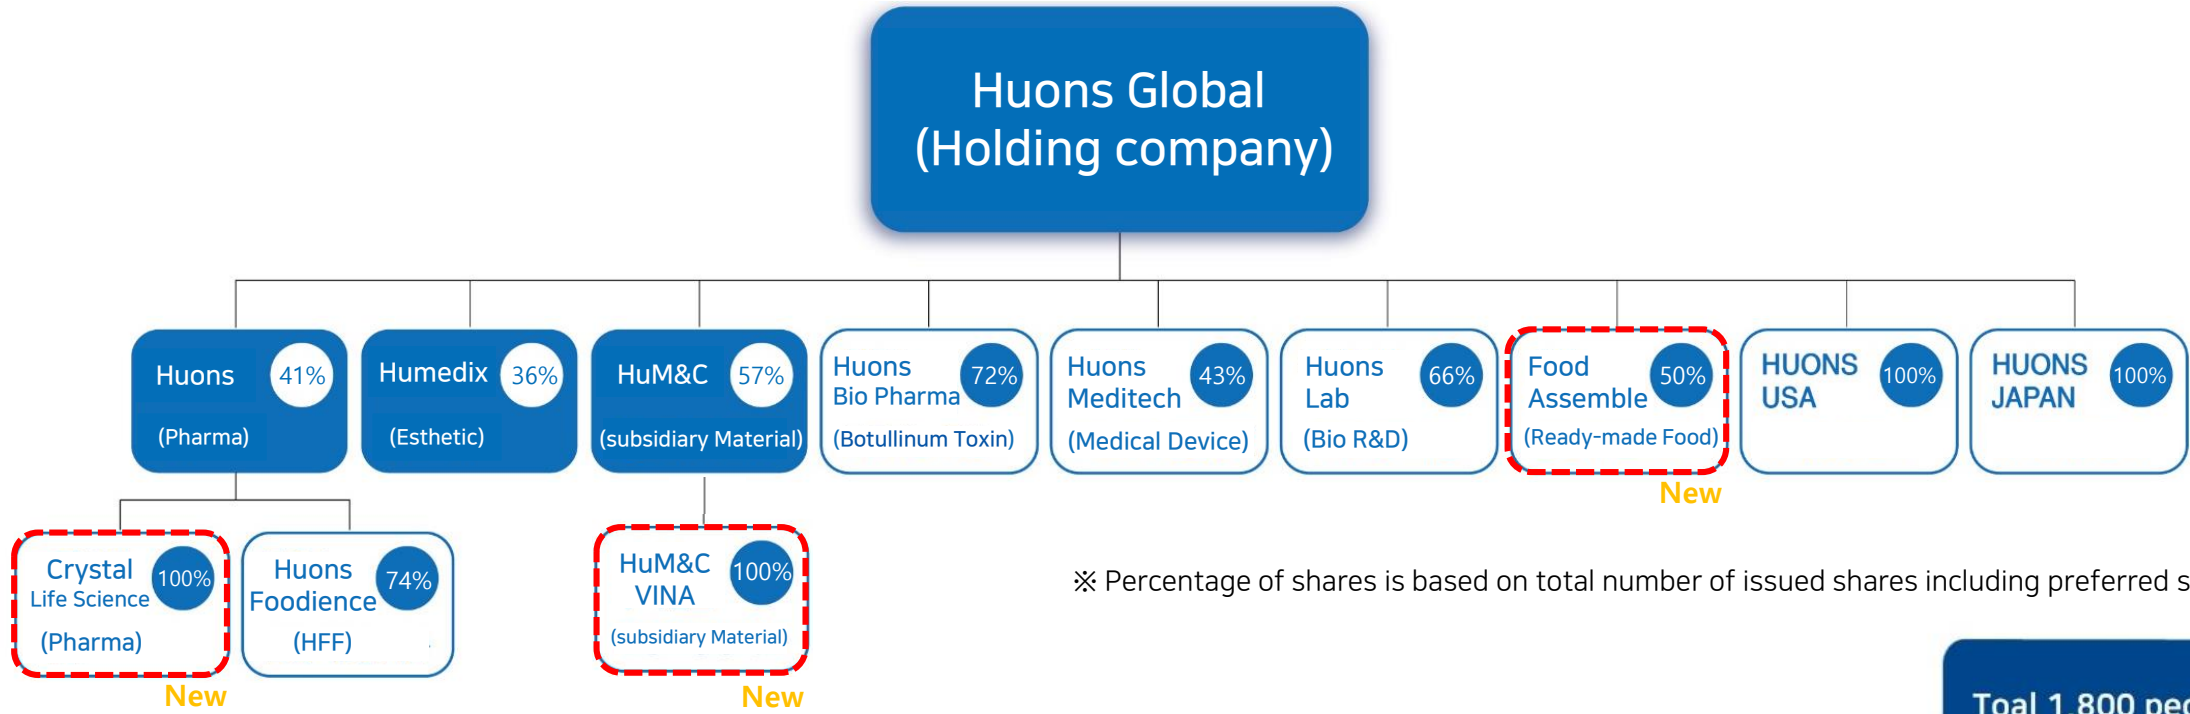 Huons Global
(Holding company)
Huons
41%
(Pharma)
Humedix
36%
(Esthetic)
HuM&C
57%
(subsidiary Material)
Huons
Bio Pharma
72%
(Botullinum Toxin)
Huons
Meditech
43%
(Medical Device)
Huons
Lab
66%
(Bio R&D)
Food
Assemble
50%
(Ready-made Food)
New
HUONS
USA
100%
HUONS
JAPAN
100%
Crystal
Life Science
100%
(Pharma)
New
Huons
Foodience
74%
(HFF)
HuM&C
VINA
100%
(subsidiary Material)
New
※ Percentage of shares is based on total number of issued shares including preferred
Toal 1,800